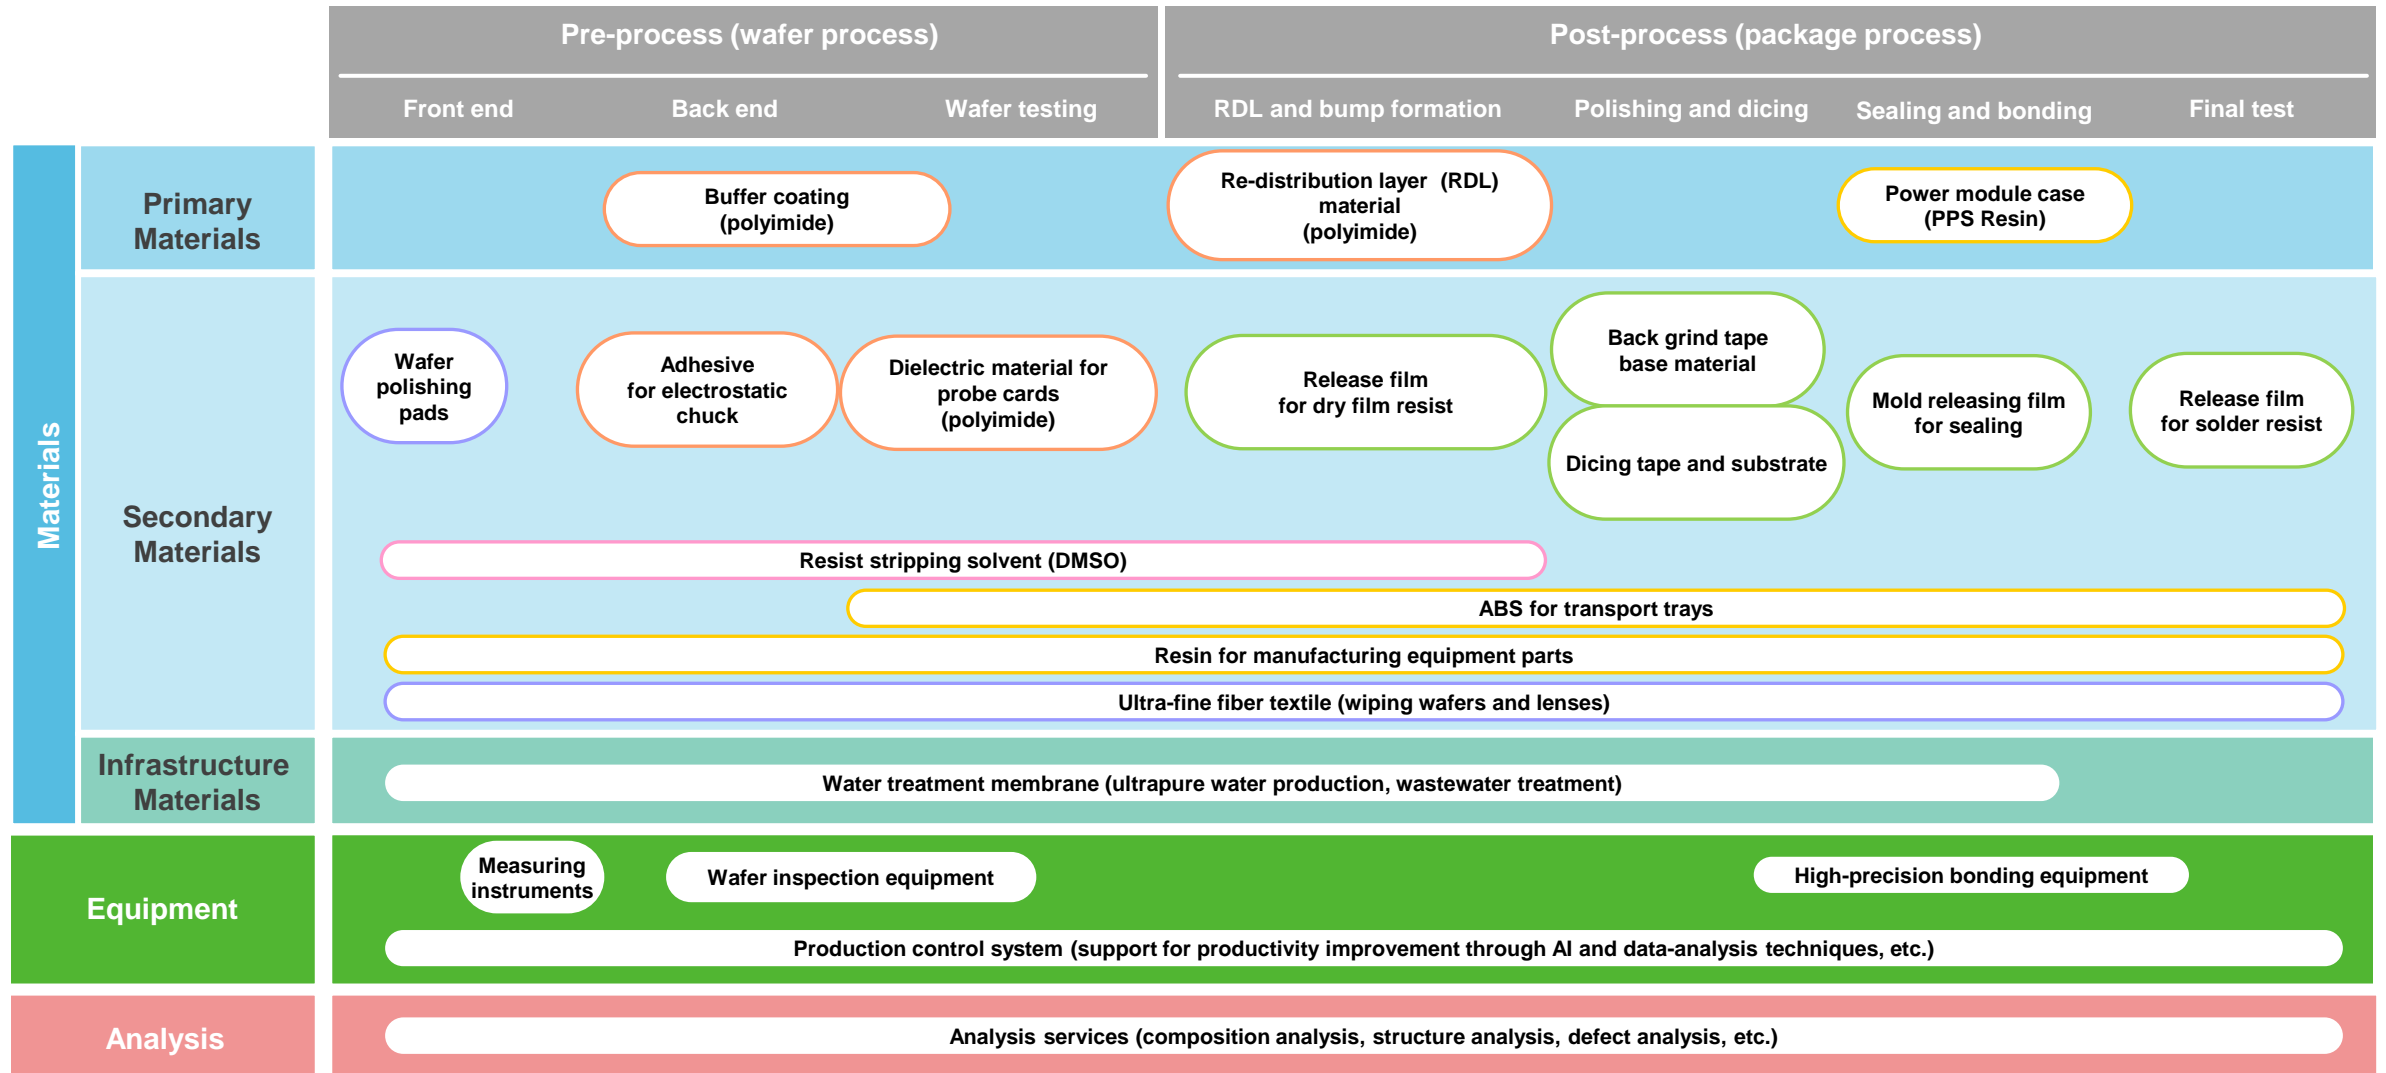 Pre-process (wafer process)
Post-process (package process)
Front end
Back end
Wafer testing
RDL and bump formation
Polishing and dicing
Sealing and bonding
Final test
Materials
Primary
Materials
Buffer coating
(polyimide)
Re-distribution layer (RDL)
material
(polyimide)
Power module case
(PPS Resin)
Secondary
Materials
Wafer
polishing
pads
Adhesive
for electrostatic
chuck
Dielectric material for
probe cards
(polyimide)
Release film
for dry film resist
Back grind tape
base material
Dicing tape and substrate
Mold releasing film
for sealing
Release film
for solder resist
Resist stripping solvent (DMSO)
ABS for transport trays
Resin for manufacturing equipment parts
Ultra-fine fiber textile (wiping wafers and lenses)
Infrastructure
Materials
Water treatment membrane (ultrapure water production, wastewater treatment)
Equipment
Measuring
instruments
Wafer inspection equipment
High-precision bonding equipment
Production control system (support for productivity improvement through AI and data-analysis techniques, etc.)
Analysis
Analysis services (composition analysis, structure analysis, defect analysis, etc.)